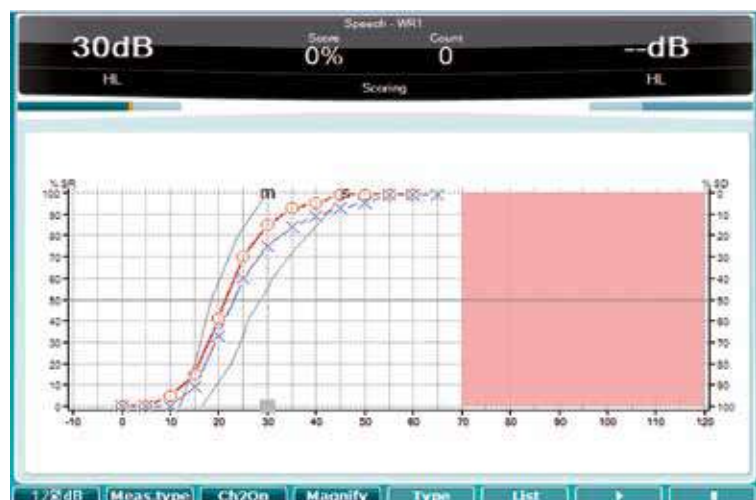 Speech - WR1
30dB Score Count --dB
0% 0
HL HL
Scoring
% SR % SD
100 m s 0
90 10
80 20
70 30
60 40
50 50
40 60
30 70
20 80
10 90
0 100
-10 0 10 20 30 40 50 60 70 80 90 100 110 120
Meas type Ch2On Magnify Type List